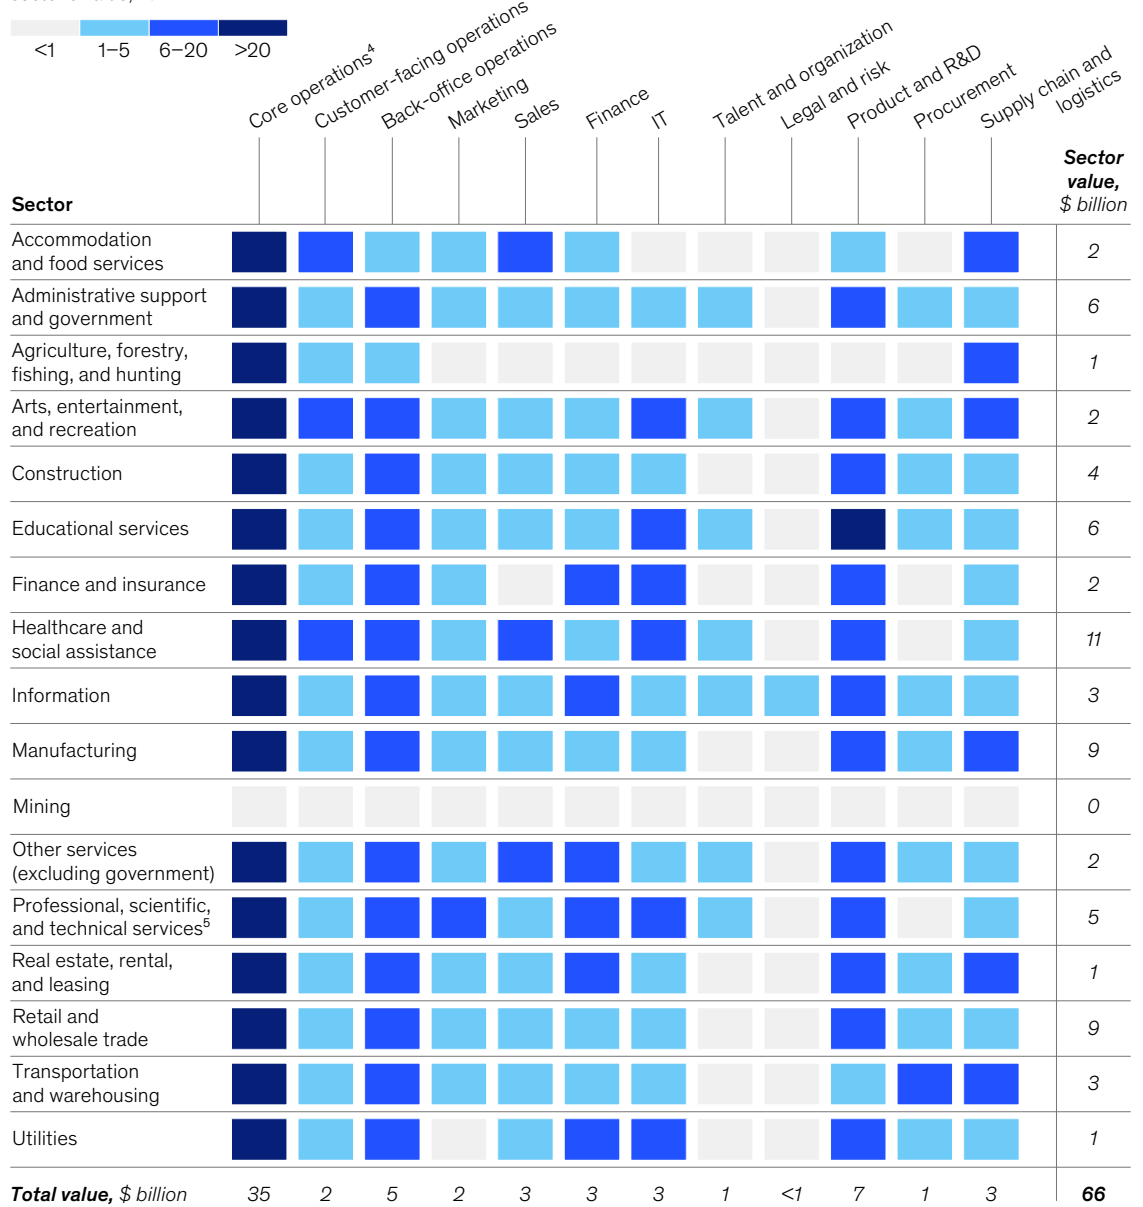 <1 1–5 6–20 >20
Core operations⁴
Customer-facing operations
Back-office operations
Marketing
Sales
Finance
IT
Talent and organization
Legal and risk
Product and R&D
Procurement
Supply chain and
logistics
Sector
Sector
value,
$ billion
Accommodation
and food services
2
Administrative support
and government
6
Agriculture, forestry,
fishing, and hunting
1
Arts, entertainment,
and recreation
2
Construction 4
Educational services 6
Finance and insurance 2
Healthcare and
social assistance
11
Information 3
Manufacturing 9
Mining 0
Other services
(excluding government)
2
Professional, scientific,
and technical services⁵
5
Real estate, rental,
and leasing
1
Retail and
wholesale trade
9
Transportation
and warehousing
3
Utilities 1
Total value, $ billion 35 2 5 2 3 3 3 1 <1 7 1 3 66